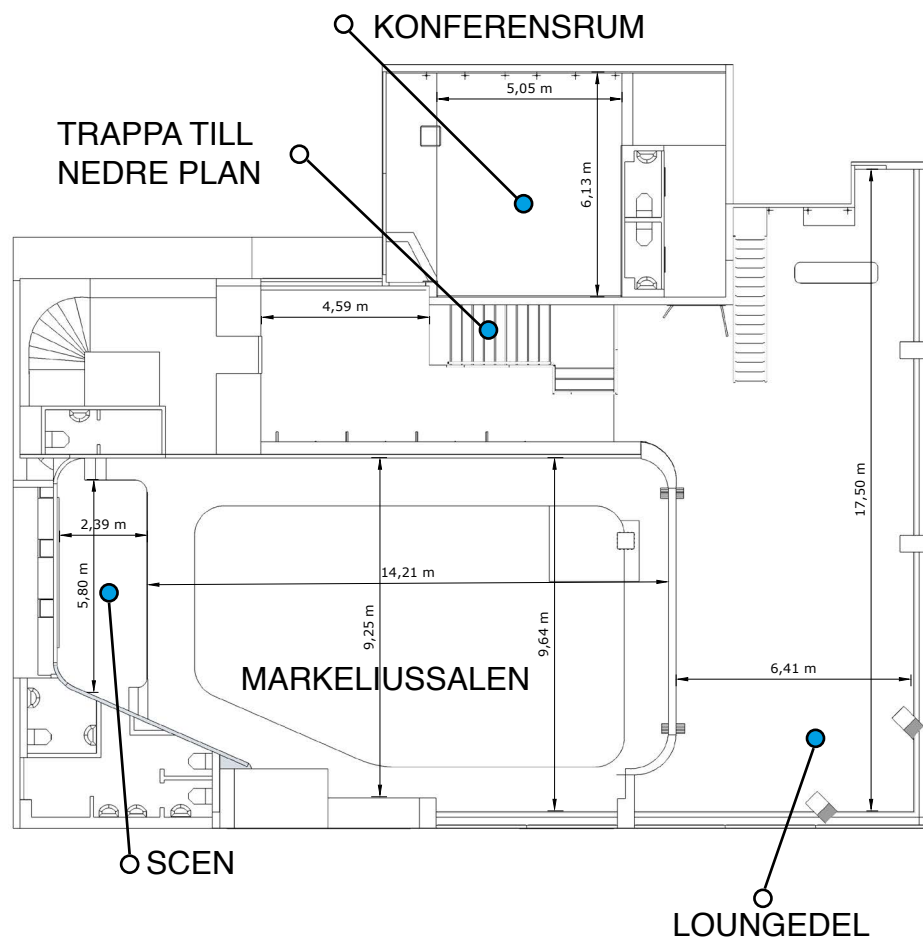 KONFERENSRUM
5,05 m
TRAPPA TILL
NEDRE PLAN
6,13 m
4,59 m
17,50 m
2,39 m
5,80 m
14,21 m
9,25 m
9,64 m
MARKELIUSSALEN
6,41 m
SCEN
LOUNGEDEL